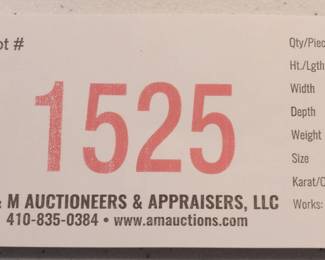 ot #
1525
& M AUCTIONEERS & APPRAISERS, LLC
410-835-0384 • www.amauctions.com
Qty/Piec
Ht./Lgth
Width
Depth
Weight
Size
Karat/C
Works: